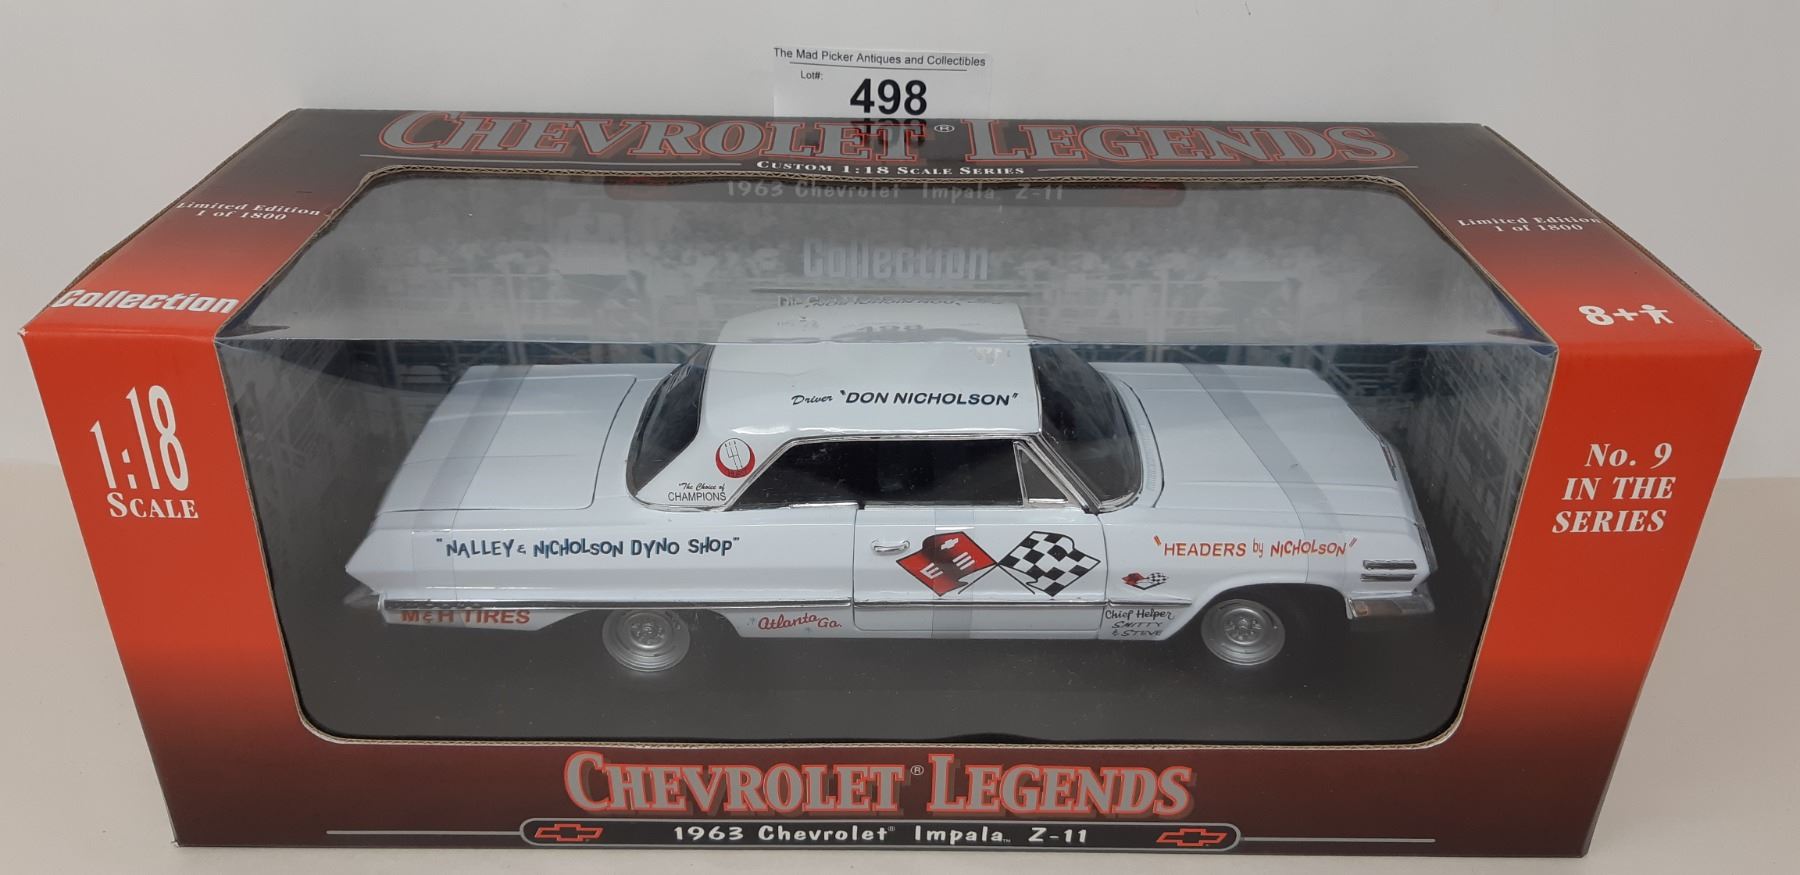 The Mad Picker Antiques and Collectibles
Lot#:
498
CHEVROLET® LEGENDS
CUSTOM 1:18 SCALE SERIES
1963 Chevrolet Impala Z-11
Limited Edition
1 of 1800
Limited Edition
1 of 1800
Collection
Collection
8+
1:18
SCALE
No. 9
IN THE
SERIES
Driver "DON NICHOLSON"
"The Choice of
CHAMPIONS
"NALLEY & NICHOLSON DYNO SHOP"
"HEADERS by NICHOLSON"
M&H TIRES
Atlanta Ga.
Chief Helper
SMITTY
& STEVE
CHEVROLET® LEGENDS
1963 Chevrolet® Impala™ Z-11